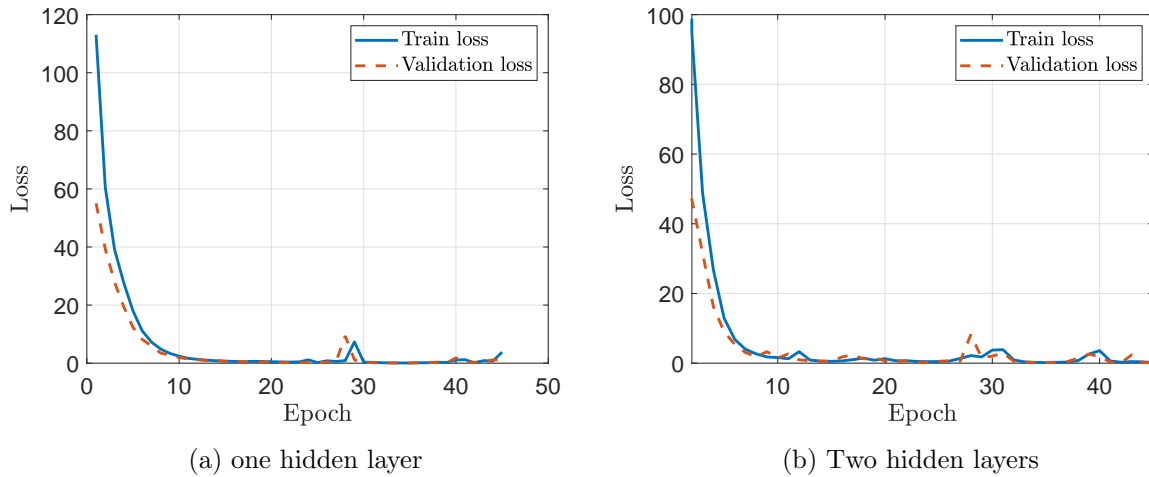 120
100
80
60
40
20
0
Loss
0
10
20
30
40
50
Epoch
Train loss
Validation loss
(a) one hidden layer
100
80
60
40
20
0
Loss
10
20
30
40
Epoch
Train loss
Validation loss
(b) Two hidden layers